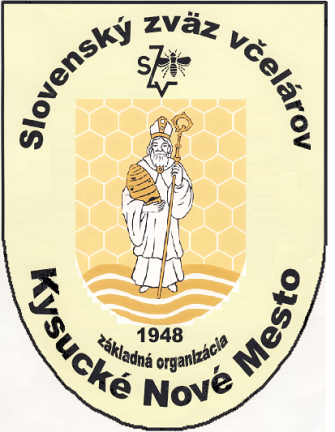 Slovenský zväz včelárov
SZV
1948
základná organizácia
Kysucké Nové Mesto